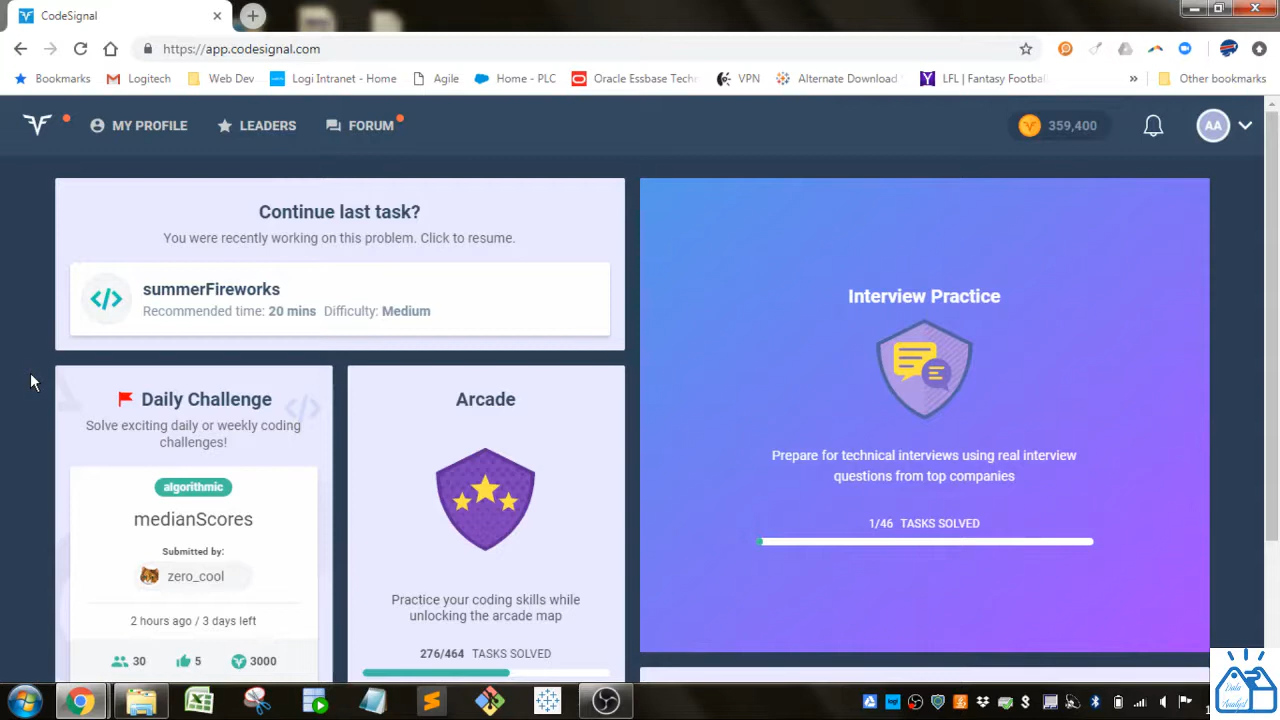 CodeSignal
https://app.codesignal.com
Bookmarks
Logitech
Web Dev
Logi Intranet - Home
Agile
Home - PLC
Oracle Essbase Tech
VPN
Alternate Download
LFL | Fantasy Football
»
Other bookmarks
MY PROFILE
LEADERS
FORUM
359,400
AA
Continue last task?
You were recently working on this problem. Click to resume.
</>
summerFireworks
Recommended time: 20 mins Difficulty: Medium
Daily Challenge
Solve exciting daily or weekly coding
challenges!
algorithmic
medianScores
Submitted by:
zero_cool
2 hours ago / 3 days left
30
5
3000
Arcade
Practice your coding skills while
unlocking the arcade map
276/464 TASKS SOLVED
Interview Practice
Prepare for technical interviews using real interview
questions from top companies
1/46 TASKS SOLVED
Data
Analyst